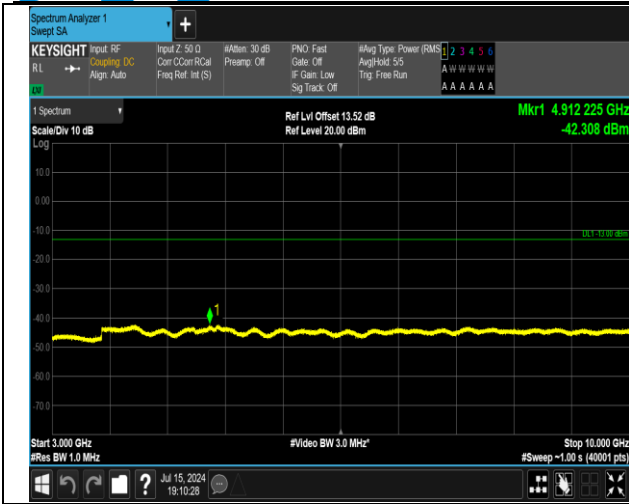 Spectrum Analyzer 1
Swept SA
+
KEYSIGHT
RL
LXI
Input: RF
Coupling: DC
Align: Auto
Input Z: 50 Ω
Corr CCorr RCal
Freq Ref: Int (S)
#Atten: 30 dB
Preamp: Off
PNO: Fast
Gate: Off
IF Gain: Low
Sig Track: Off
#Avg Type: Power (RMS
Avg|Hold: 5/5
Trig: Free Run
1 2 3 4 5 6
A W W W W W
A A A A A A
1 Spectrum
Scale/Div 10 dB
Log
Ref Lvl Offset 13.52 dB
Ref Level 20.00 dBm
Mkr1 4.912 225 GHz
-42.308 dBm
10.0
0.00
-10.0
DL1 -13.00 dBm
-20.0
-30.0
-40.0
1
-50.0
-60.0
-70.0
Start 3.000 GHz
#Res BW 1.0 MHz
#Video BW 3.0 MHz*
Stop 10.000 GHz
#Sweep ~1.00 s (40001 pts)
?
Jul 15, 2024
19:10:28